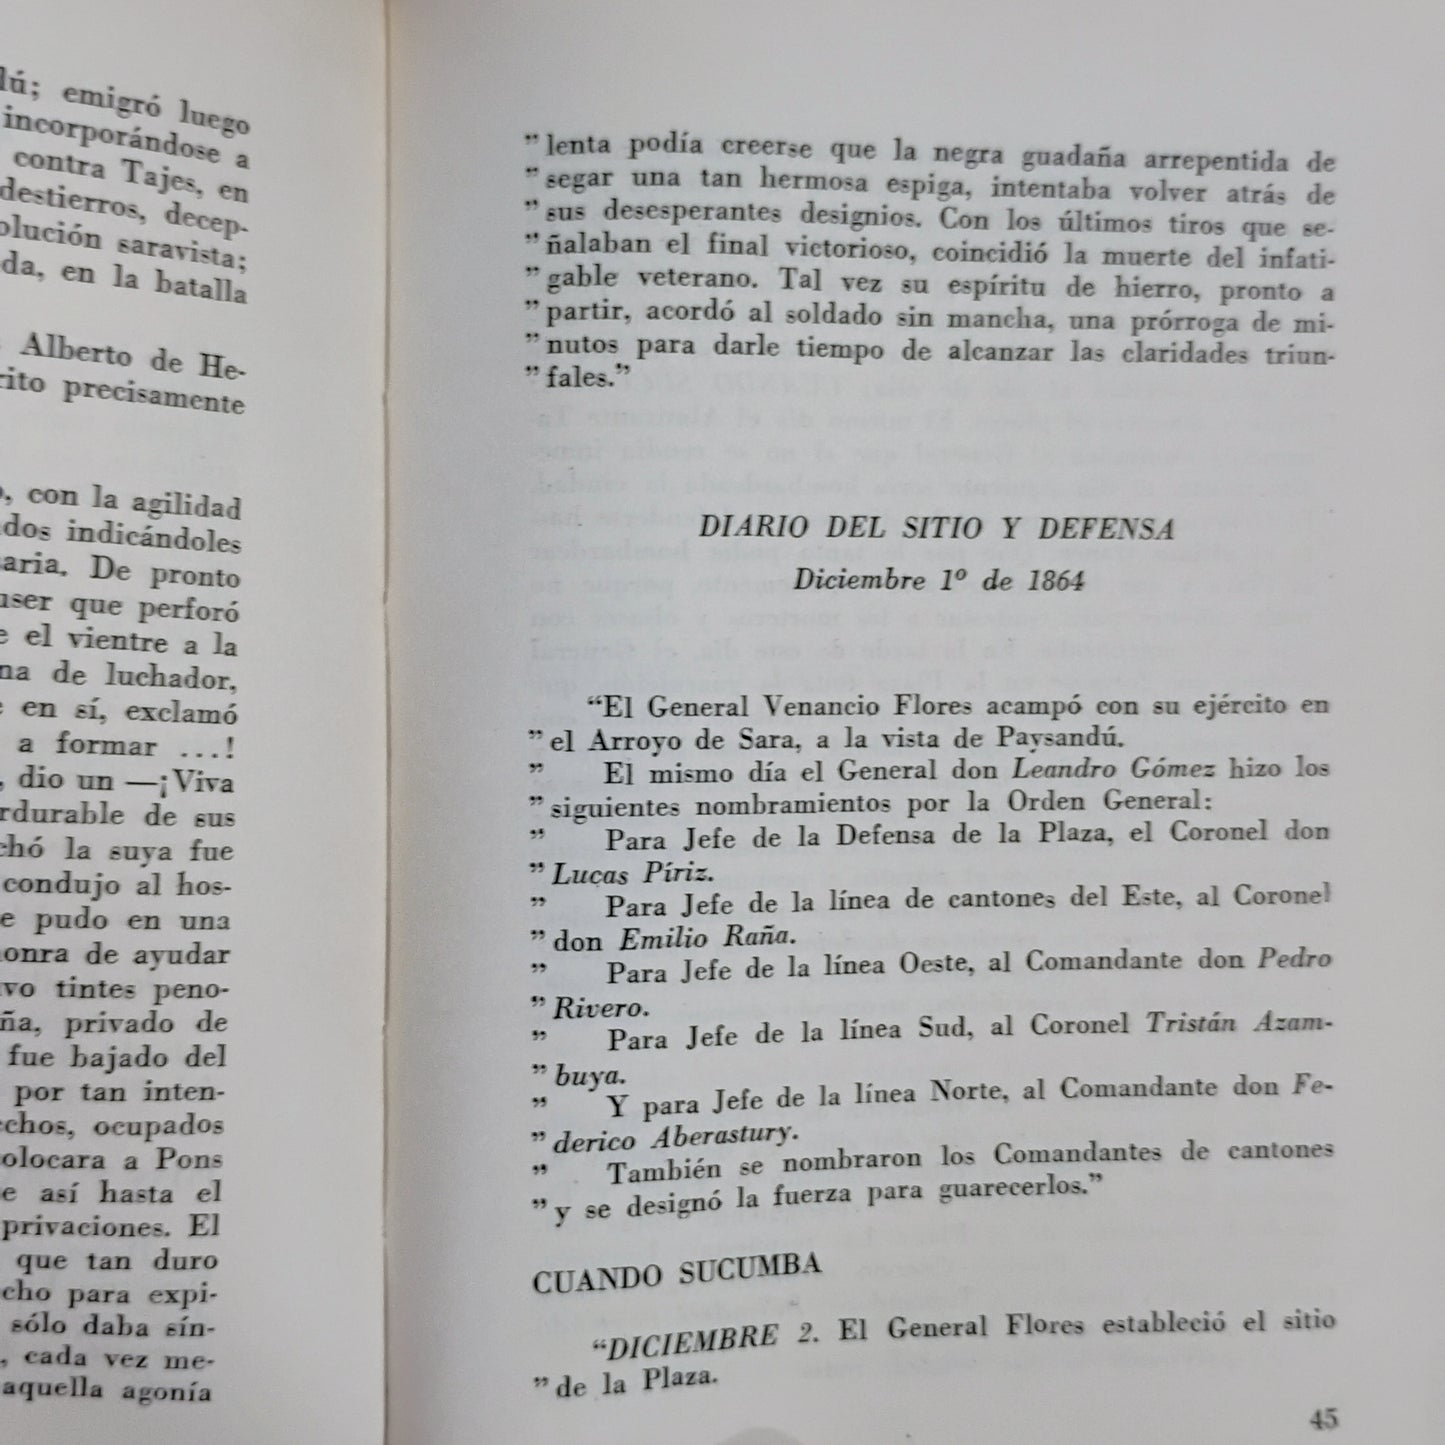 lú; emigró luego
incorporándose a
contra Tajes, en
destierros, decep-
olución saravista;
da, en la batalla
Alberto de He-
rito precisamente
, con la agilidad
dos indicándoles
aria. De pronto
user que perforó
e el vientre a la
na de luchador,
e en sí, exclamó
a formar ...!
, dio un —¡Viva
rdurable de sus
chó la suya fue
condujo al hos-
e pudo en una
onra de ayudar
vo tintes peno-
ña, privado de
fue bajado del
por tan inten-
chos, ocupados
olocara a Pons
e así hasta el
privaciones. El
que tan duro
cho para expi-
sólo daba sín-
, cada vez me-
aquella agonía
” lenta podía creerse que la negra guadaña arrepentida de
” segar una tan hermosa espiga, intentaba volver atrás de
” sus desesperantes designios. Con los últimos tiros que se-
” ñalaban el final victorioso, coincidió la muerte del infati-
” gable veterano. Tal vez su espíritu de hierro, pronto a
” partir, acordó al soldado sin mancha, una prórroga de mi-
” nutos para darle tiempo de alcanzar las claridades triun-
” fales.”
DIARIO DEL SITIO Y DEFENSA
Diciembre 1º de 1864
“El General Venancio Flores acampó con su ejército en
” el Arroyo de Sara, a la vista de Paysandú.
” El mismo día el General don Leandro Gómez hizo los
” siguientes nombramientos por la Orden General:
” Para Jefe de la Defensa de la Plaza, el Coronel don
” Lucas Píriz.
” Para Jefe de la línea de cantones del Este, al Coronel
” don Emilio Raña.
” Para Jefe de la línea Oeste, al Comandante don Pedro
” Rivero.
” Para Jefe de la línea Sud, al Coronel Tristán Azam-
” buya.
” Y para Jefe de la línea Norte, al Comandante don Fe-
” derico Aberastury.
” También se nombraron los Comandantes de cantones
” y se designó la fuerza para guarecerlos.”
CUANDO SUCUMBA
“DICIEMBRE 2. El General Flores estableció el sitio
” de la Plaza.
45